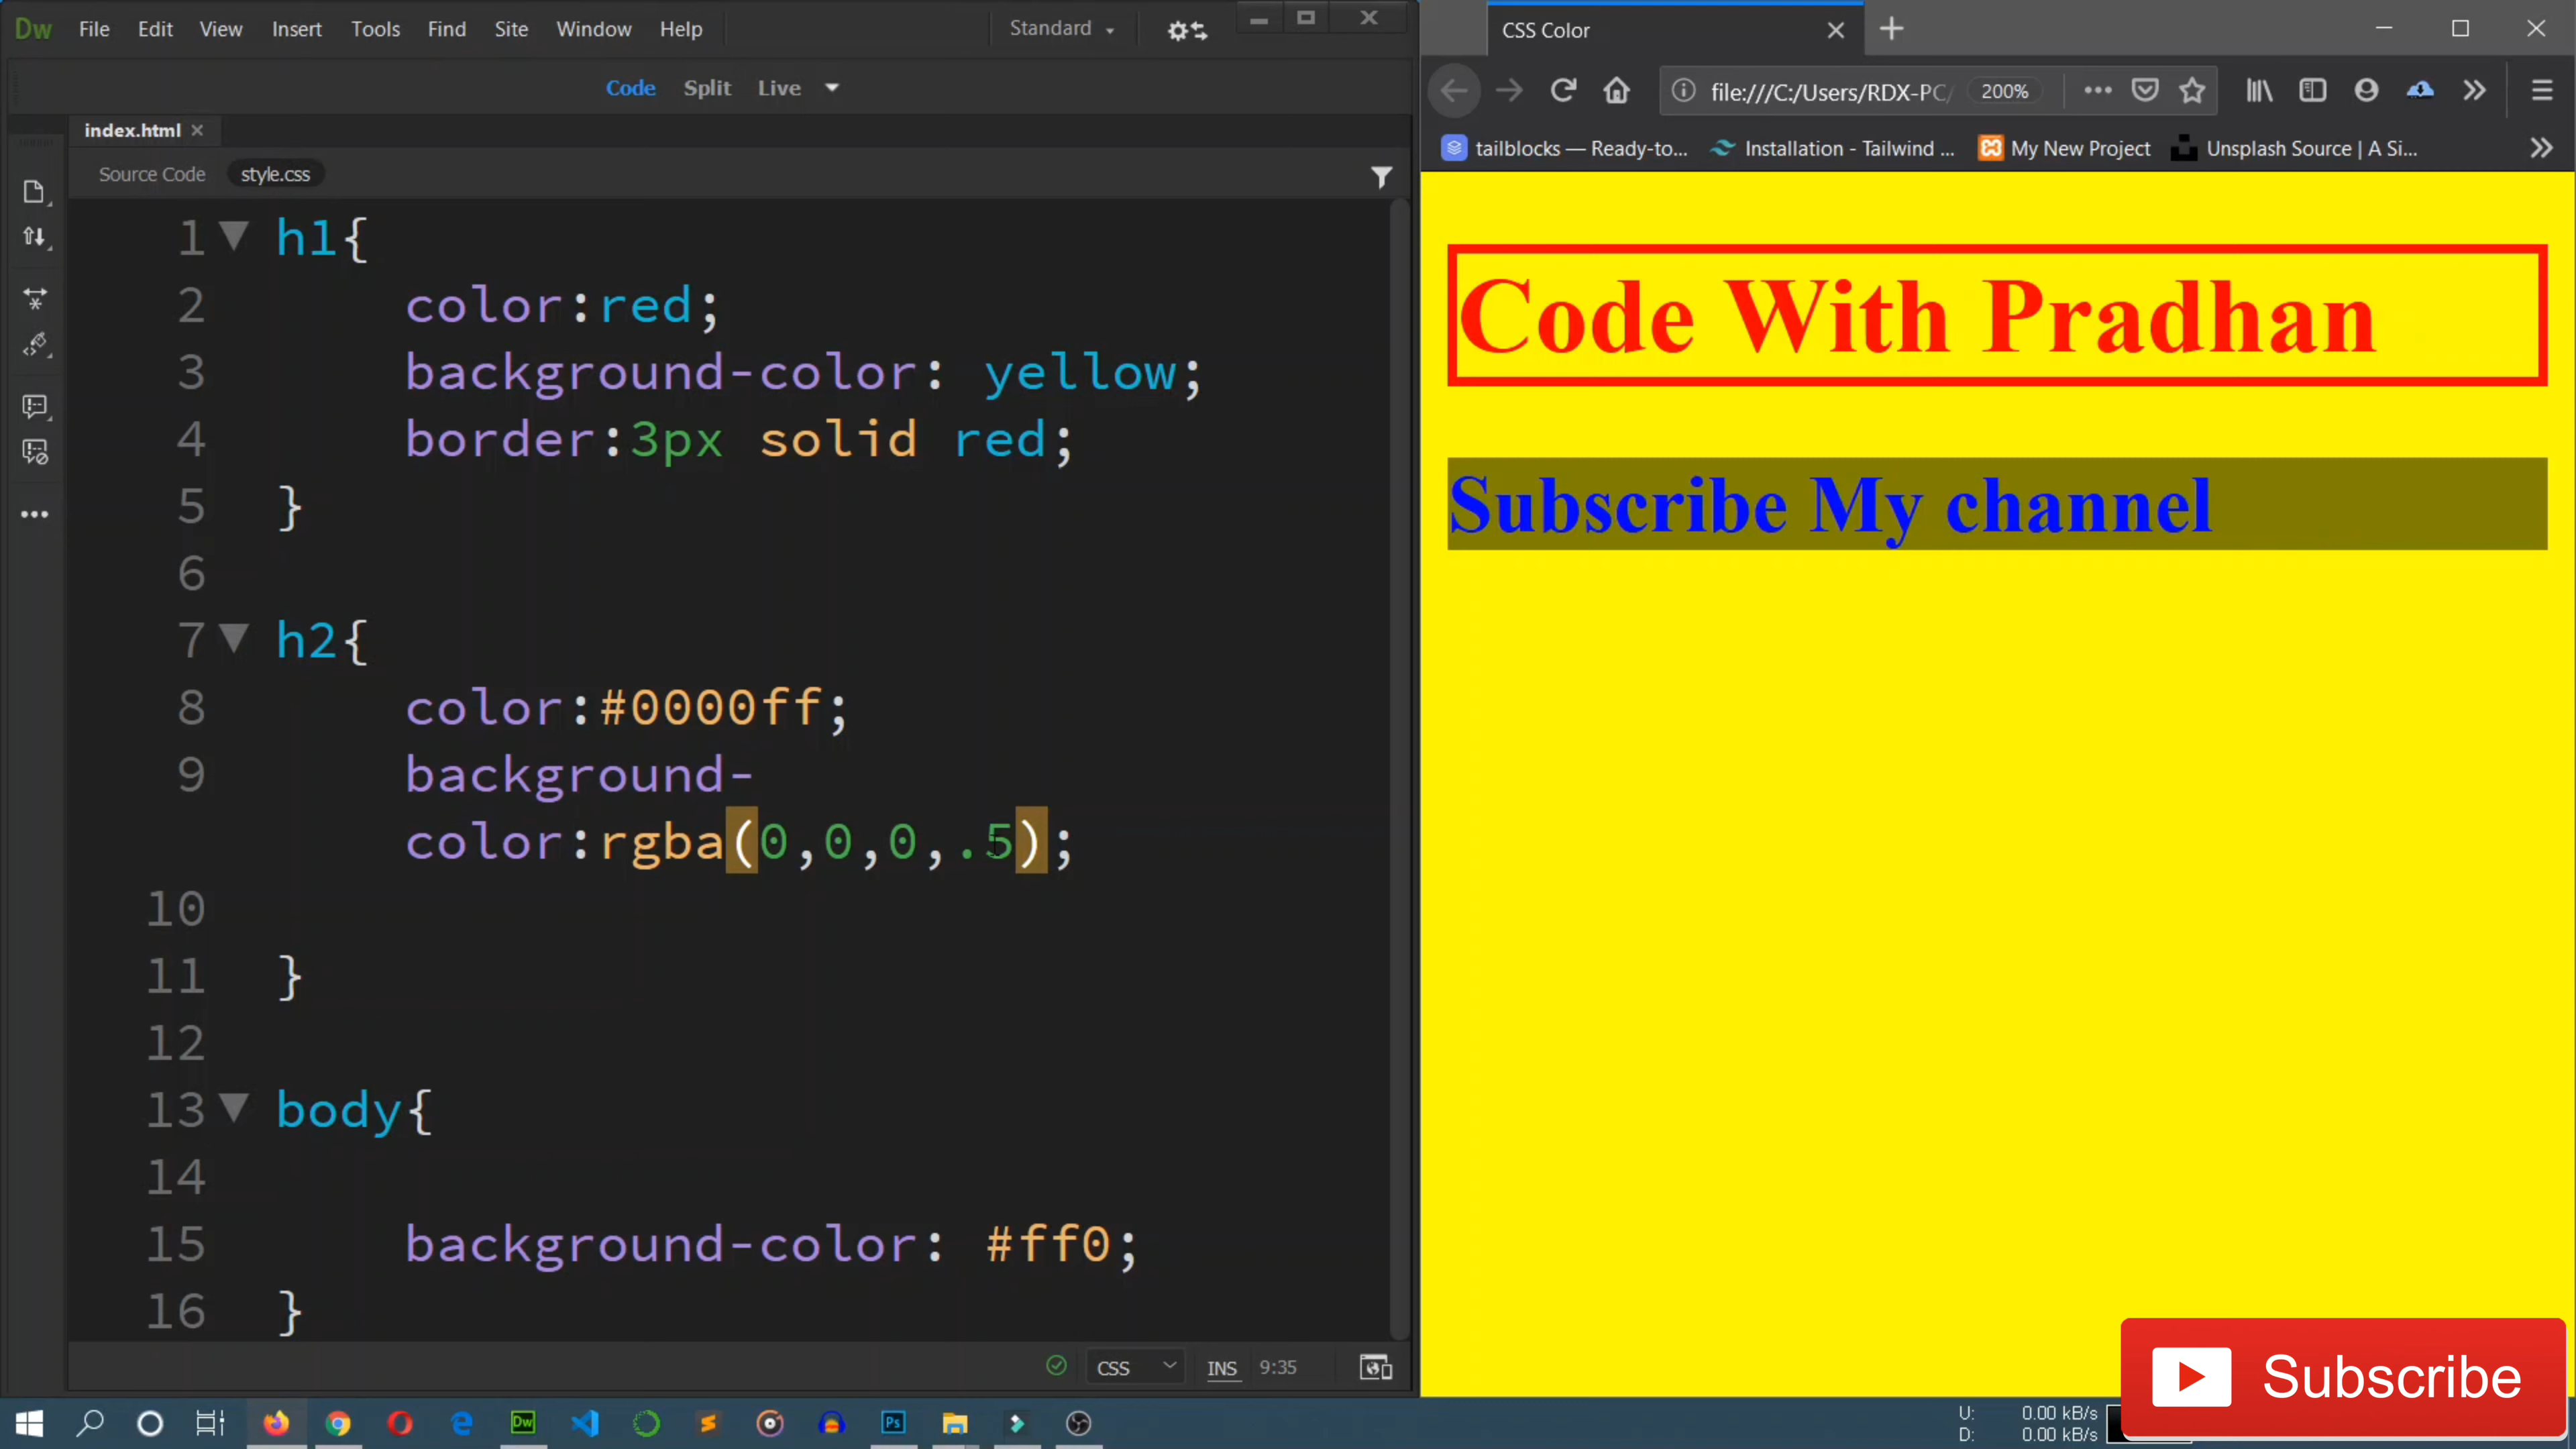 Dw File Edit View Insert Tools Find Site Window Help Standard
Code Split Live
index.html
Source Code style.css
1 h1{
2 color:red;
3 background-color: yellow;
4 border:3px solid red;
5 }
6
7 h2{
8 color:#0000ff;
9 background-
color:rgba(0,0,0,.5);
10
11 }
12
13 body{
14
15 background-color: #ff0;
16 }
CSS INS 9:35
CSS Color
file:///C:/Users/RDX-PC/ 200%
tailblocks — Ready-to... Installation - Tailwind ... My New Project Unsplash Source | A Si...
Code With Pradhan
Subscribe My channel
Subscribe
Dw Ps
U: 0.00 kB/s
D: 0.00 kB/s